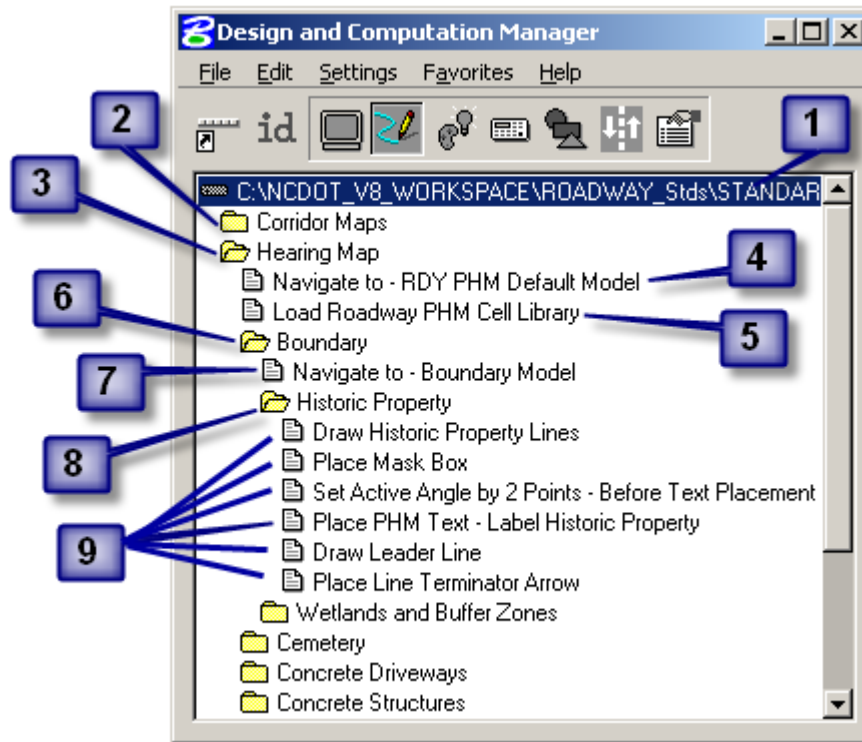 Design and Computation Manager
File Edit Settings Favorites Help
id
1
2
3
C:\NCDOT_V8_WORKSPACE\ROADWAY_Stds\STANDAR
Corridor Maps
Hearing Map
Navigate to - RDY PHM Default Model
4
Load Roadway PHM Cell Library
5
6
Boundary
7
Navigate to - Boundary Model
Historic Property
8
Draw Historic Property Lines
Place Mask Box
Set Active Angle by 2 Points - Before Text Placement
9
Place PHM Text - Label Historic Property
Draw Leader Line
Place Line Terminator Arrow
Wetlands and Buffer Zones
Cemetery
Concrete Driveways
Concrete Structures